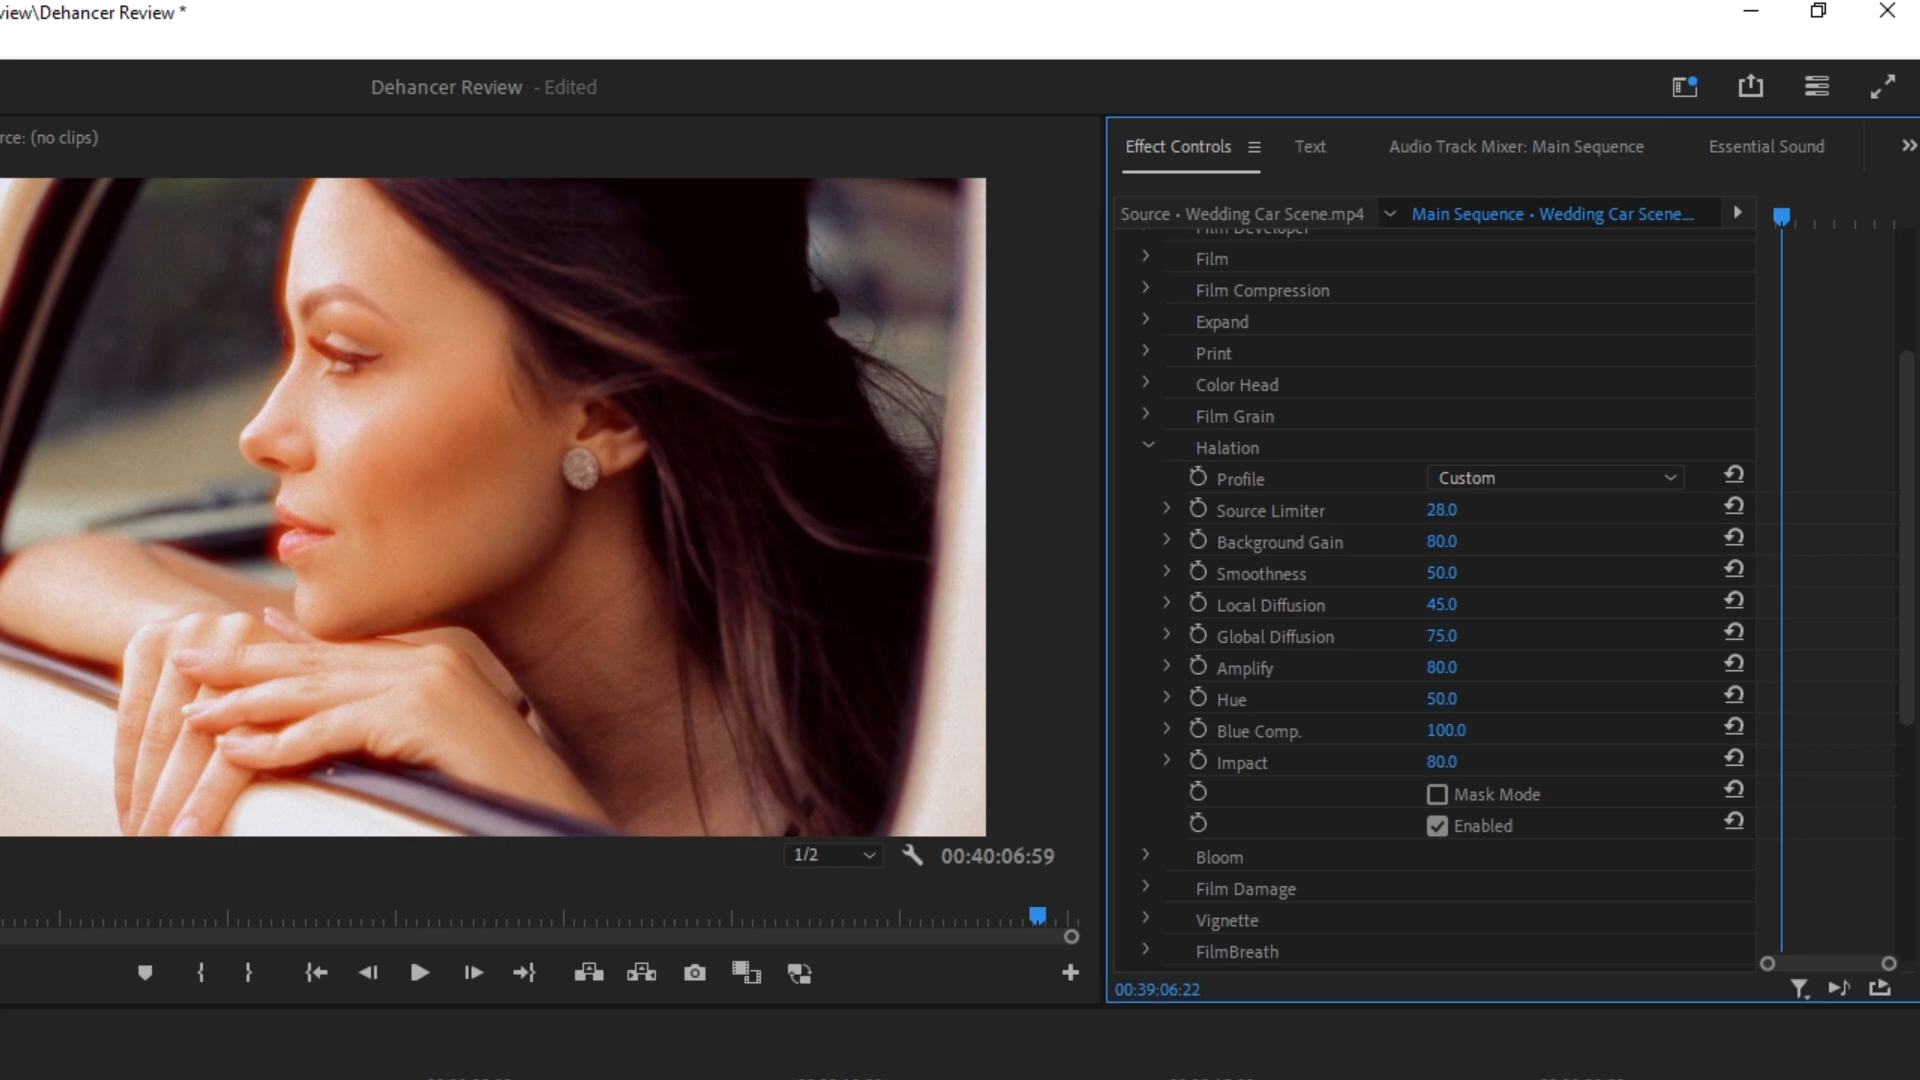 view\Dehancer Review *
Dehancer Review - Edited
rce: (no clips)
Effect Controls
Text
Audio Track Mixer: Main Sequence
Essential Sound
Source • Wedding Car Scene.mp4
Main Sequence • Wedding Car Scene...
Film Developer
Film
Film Compression
Expand
Print
Color Head
Film Grain
Halation
Profile Custom
Source Limiter 28.0
Background Gain 80.0
Smoothness 50.0
Local Diffusion 45.0
Global Diffusion 75.0
Amplify 80.0
Hue 50.0
Blue Comp. 100.0
Impact 80.0
Mask Mode
Enabled
Bloom
Film Damage
Vignette
FilmBreath
1/2
00:40:06:59
00:39:06:22